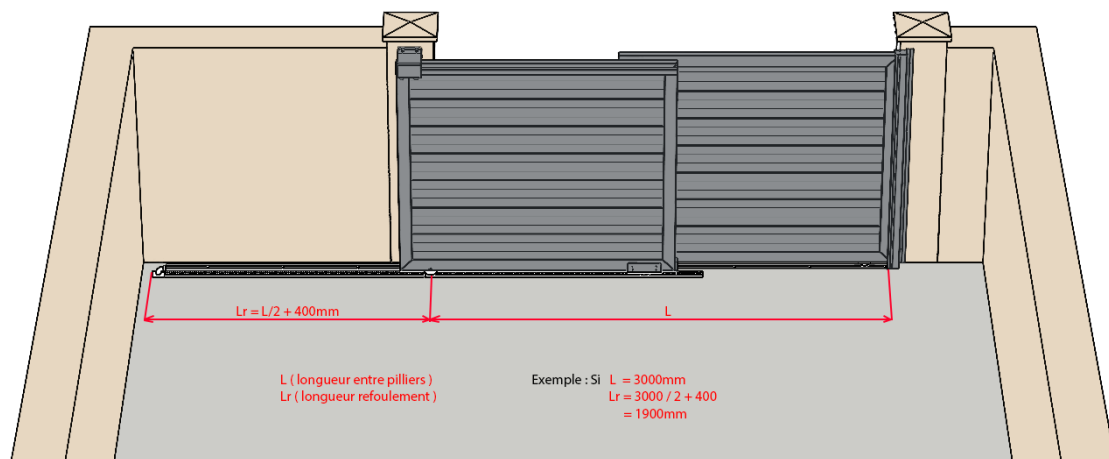 Lr = L/2 + 400mm
L
L ( longueur entre pilliers )
Lr ( longueur refoulement )
Exemple : Si L = 3000mm
Lr = 3000 / 2 + 400
= 1900mm